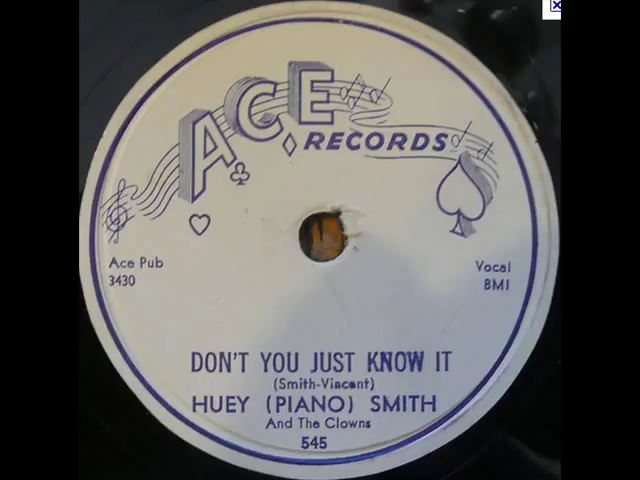 ACE
RECORDS
Ace Pub
3430
Vocal
BMI
DON'T YOU JUST KNOW IT
(Smith-Vincent)
HUEY (PIANO) SMITH
And The Clowns
545